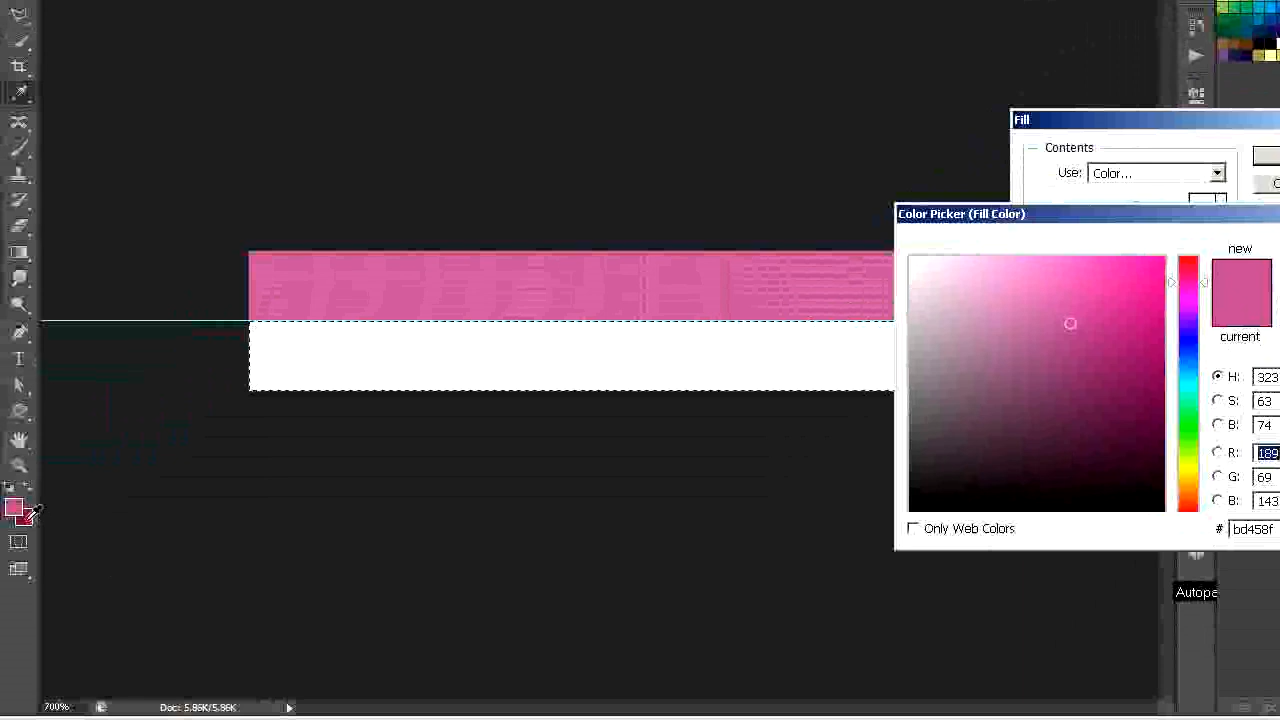 Fill
Contents
Use: Color...
Color Picker (Fill Color)
new
current
H: 323
S: 63
B: 74
R: 189
G: 69
B: 143
Only Web Colors
# bd458f
T
700%
Doc: 5.86K/5.86K